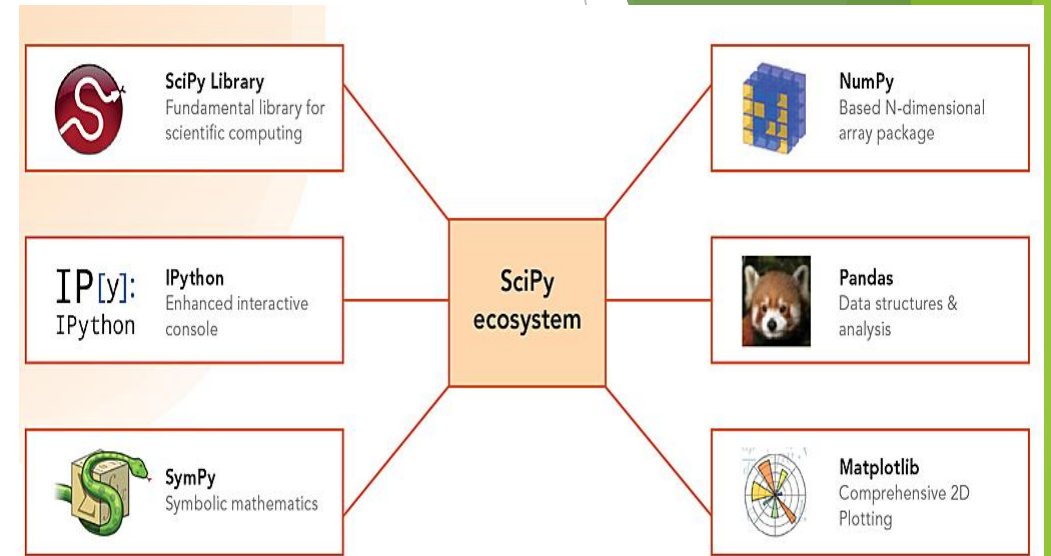 SciPy Library
Fundamental library for
scientific computing
IP[y]:
IPython
IPython
Enhanced interactive
console
SymPy
Symbolic mathematics
SciPy
ecosystem
NumPy
Based N-dimensional
array package
Pandas
Data structures &
analysis
Matplotlib
Comprehensive 2D
Plotting